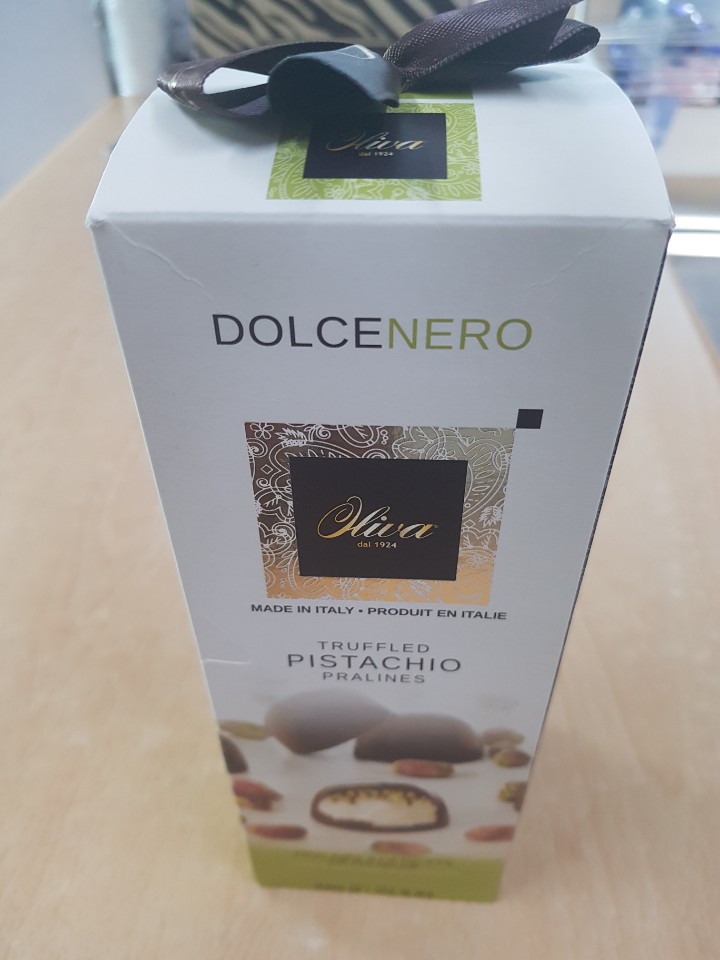 Oliva
dal 1924
DOLCENERO
Oliva
dal 1924
MADE IN ITALY • PRODUIT EN ITALIE
TRUFFLED
PISTACHIO
PRALINES